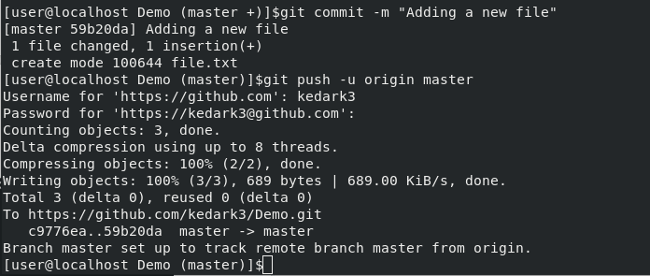 [user@localhost Demo (master +)]$git commit -m "Adding a new file"
[master 59b20da] Adding a new file
 1 file changed, 1 insertion(+)
 create mode 100644 file.txt
[user@localhost Demo (master)]$git push -u origin master
Username for 'https://github.com': kedark3
Password for 'https://kedark3@github.com':
Counting objects: 3, done.
Delta compression using up to 8 threads.
Compressing objects: 100% (2/2), done.
Writing objects: 100% (3/3), 689 bytes | 689.00 KiB/s, done.
Total 3 (delta 0), reused 0 (delta 0)
To https://github.com/kedark3/Demo.git
   c9776ea..59b20da  master -> master
Branch master set up to track remote branch master from origin.
[user@localhost Demo (master)]$